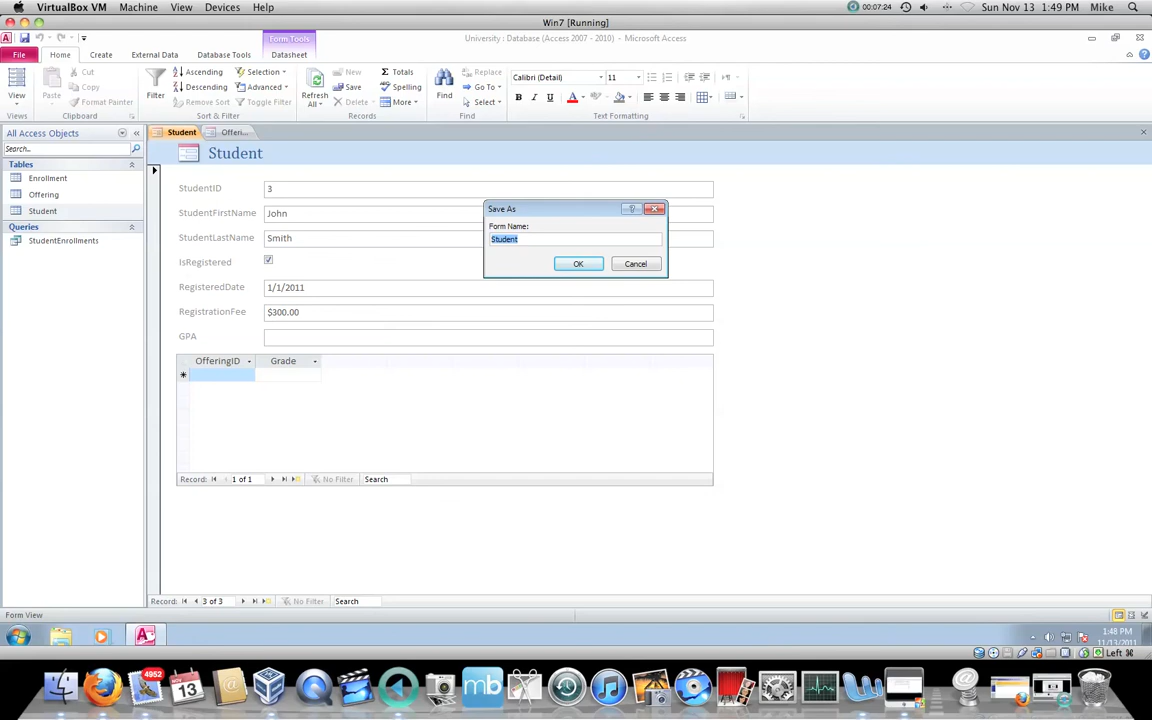 VirtualBox VM Machine View Devices Help 00:07:24 Sun Nov 13 1:49 PM Mike
Win7 [Running]
Form Tools
University : Database (Access 2007 - 2010) - Microsoft Access
File Home Create External Data Database Tools Datasheet
View
Views
Paste
Cut
Copy
Format Painter
Clipboard
Filter
Ascending
Descending
Remove Sort
Selection
Advanced
Toggle Filter
Sort & Filter
Refresh All
New
Save
Delete
Totals
Spelling
More
Records
Find
Replace
Go To
Select
Find
Calibri (Detail) 11
B I U A
Text Formatting
All Access Objects
Search...
Tables
Enrollment
Offering
Student
Queries
StudentEnrollments
Student Offeri...
Student
StudentID 3
StudentFirstName John
StudentLastName Smith
IsRegistered
RegisteredDate 1/1/2011
RegistrationFee $300.00
GPA
OfferingID Grade
Record: 1 of 1 No Filter Search
Save As
Form Name:
Student
OK Cancel
Record: 3 of 3 No Filter Search
Form View
1:48 PM
11/13/2011
Left ⌘
4952
NOV
13
mb